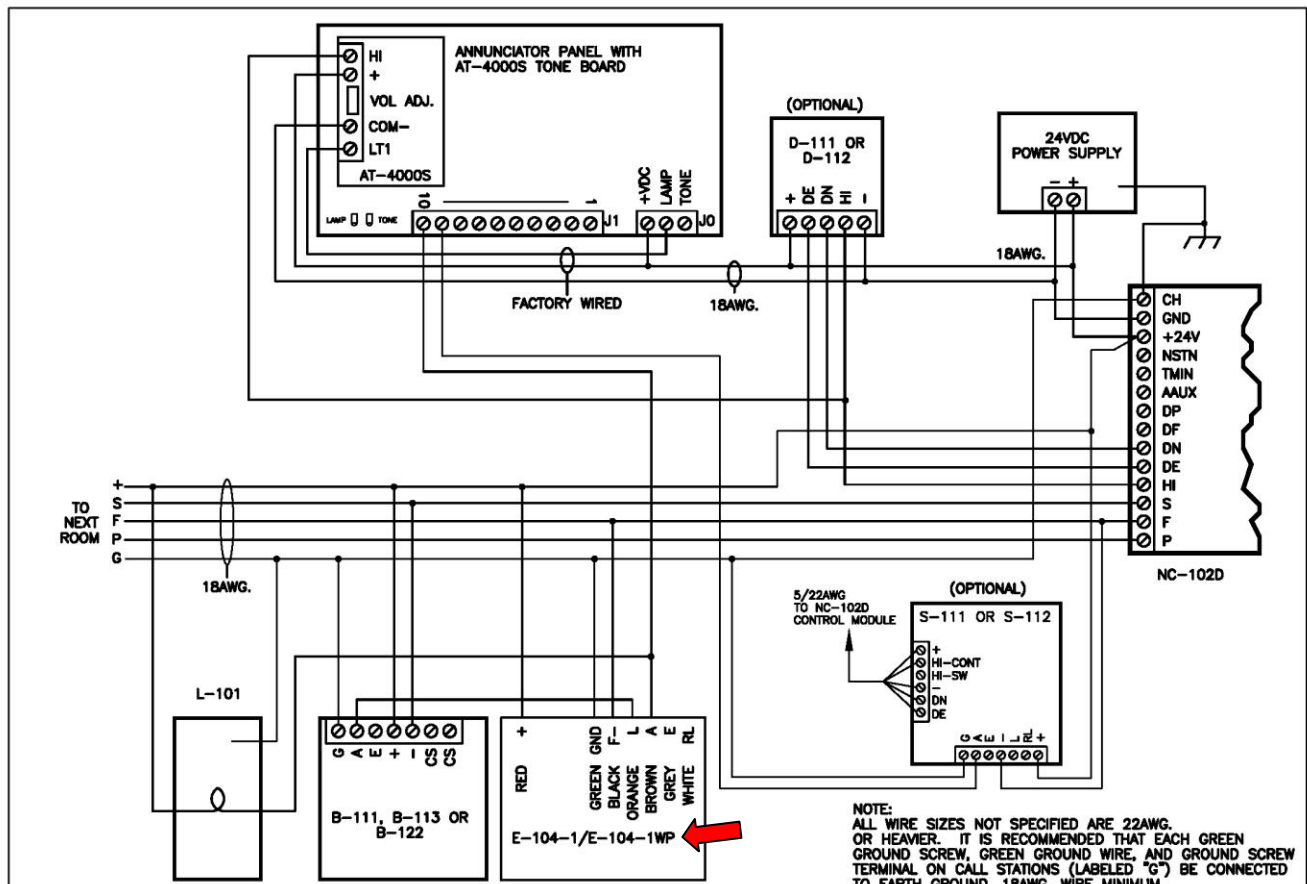 HI
+
VOL ADJ.
COM-
LT1
AT-4000S
ANNUNCIATOR PANEL WITH
AT-4000S TONE BOARD
LAMP TONE
10
1
J1
+VDC
LAMP
TONE
J0
FACTORY WIRED
18AWG.
(OPTIONAL)
D-111 OR
D-112
+
DE
DN
HI
-
24VDC
POWER SUPPLY
- +
18AWG.
CH
GND
+24V
NSTN
TMIN
AAUX
DP
DF
DN
DE
HI
S
F
P
NC-102D
TO
NEXT
ROOM
+
S
F
P
G
18AWG.
L-101
G
A
E
+
-
CS
CS
B-111, B-113 OR
B-122
+
GND
F-
L
A
E
RL
RED
GREEN
BLACK
ORANGE
BROWN
GREY
WHITE
E-104-1/E-104-1WP
5/22AWG
TO NC-102D
CONTROL MODULE
(OPTIONAL)
S-111 OR S-112
+
HI-CONT
HI-SW
-
DN
DE
G
A
E
-
L
RL
+
NOTE:
ALL WIRE SIZES NOT SPECIFIED ARE 22AWG.
OR HEAVIER. IT IS RECOMMENDED THAT EACH GREEN
GROUND SCREW, GREEN GROUND WIRE, AND GROUND SCREW
TERMINAL ON CALL STATIONS (LABELED "G") BE CONNECTED
TO EARTH GROUND. 18AWG. WIRE MINIMUM.